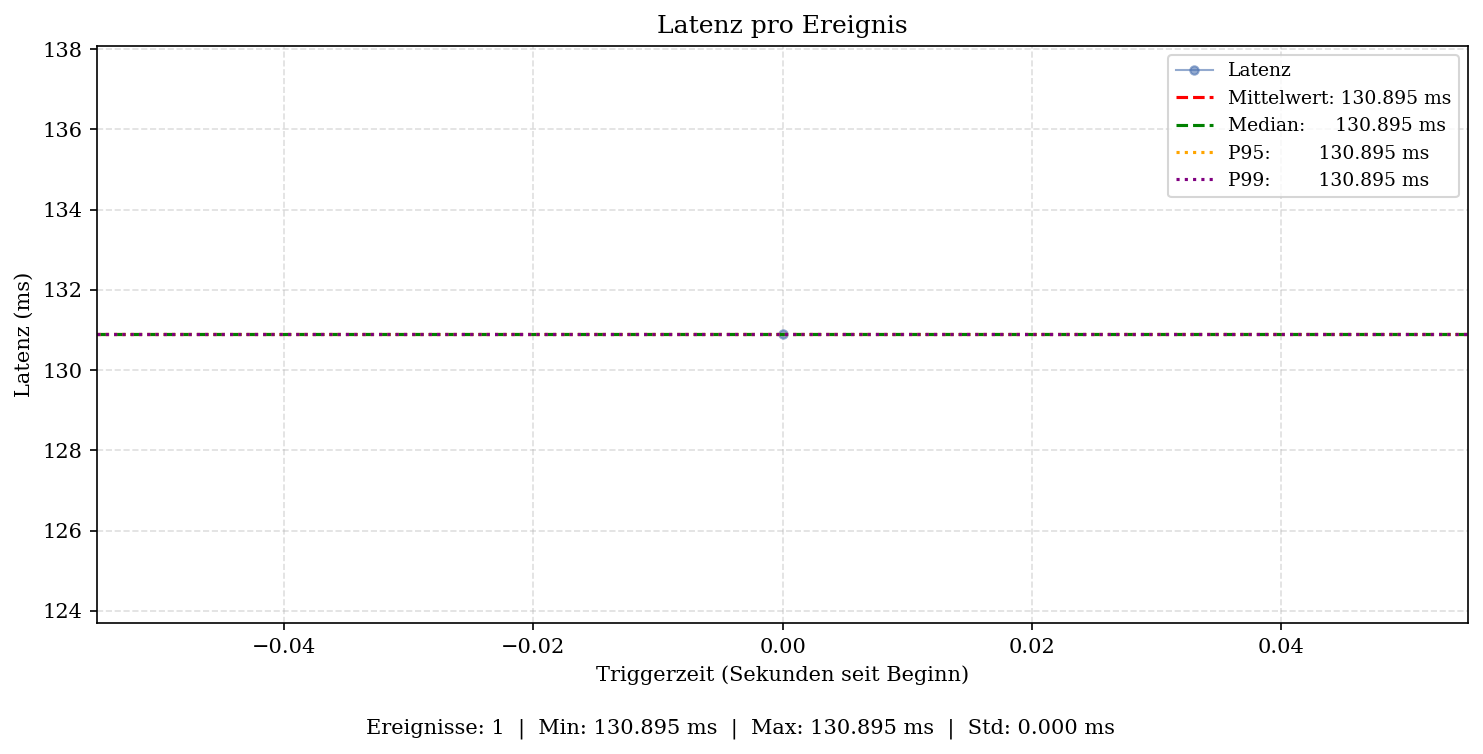 Latenz pro Ereignis
138
136
134
132
130
128
126
124
Latenz (ms)
Latenz
Mittelwert: 130.895 ms
Median: 130.895 ms
P95: 130.895 ms
P99: 130.895 ms
−0.04 −0.02 0.00 0.02 0.04
Triggerzeit (Sekunden seit Beginn)
Ereignisse: 1 | Min: 130.895 ms | Max: 130.895 ms | Std: 0.000 ms